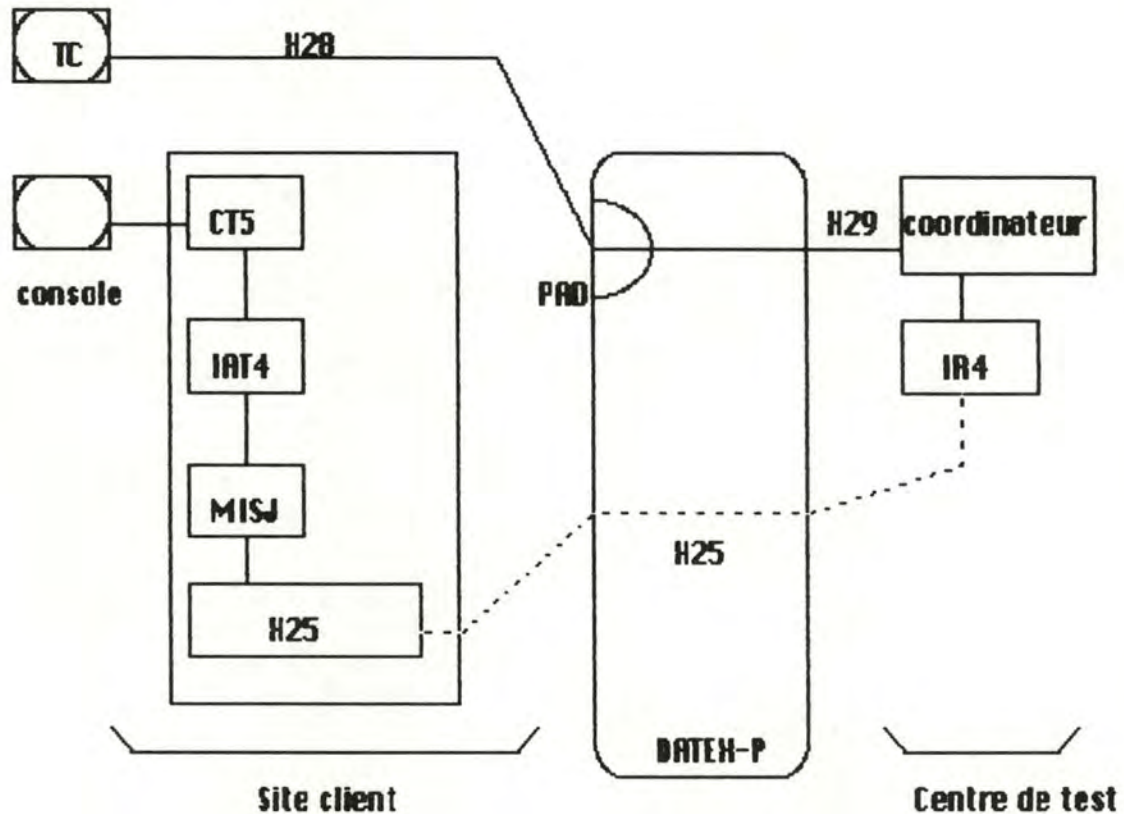 TC
X28
CT5
X29
coordinateur
console
PAD
IAT4
IR4
MISJ
X25
X25
DATEX-P
Site client
Centre de test